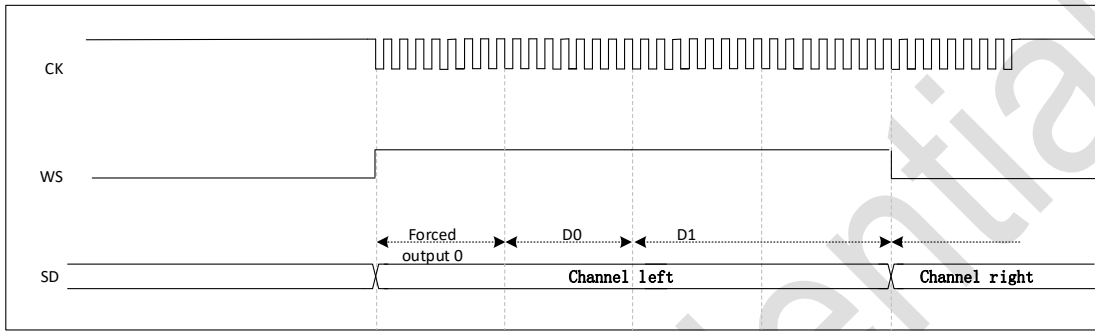 CK
WS
Forced
output 0
D0
D1
SD
Channel left
Channel right